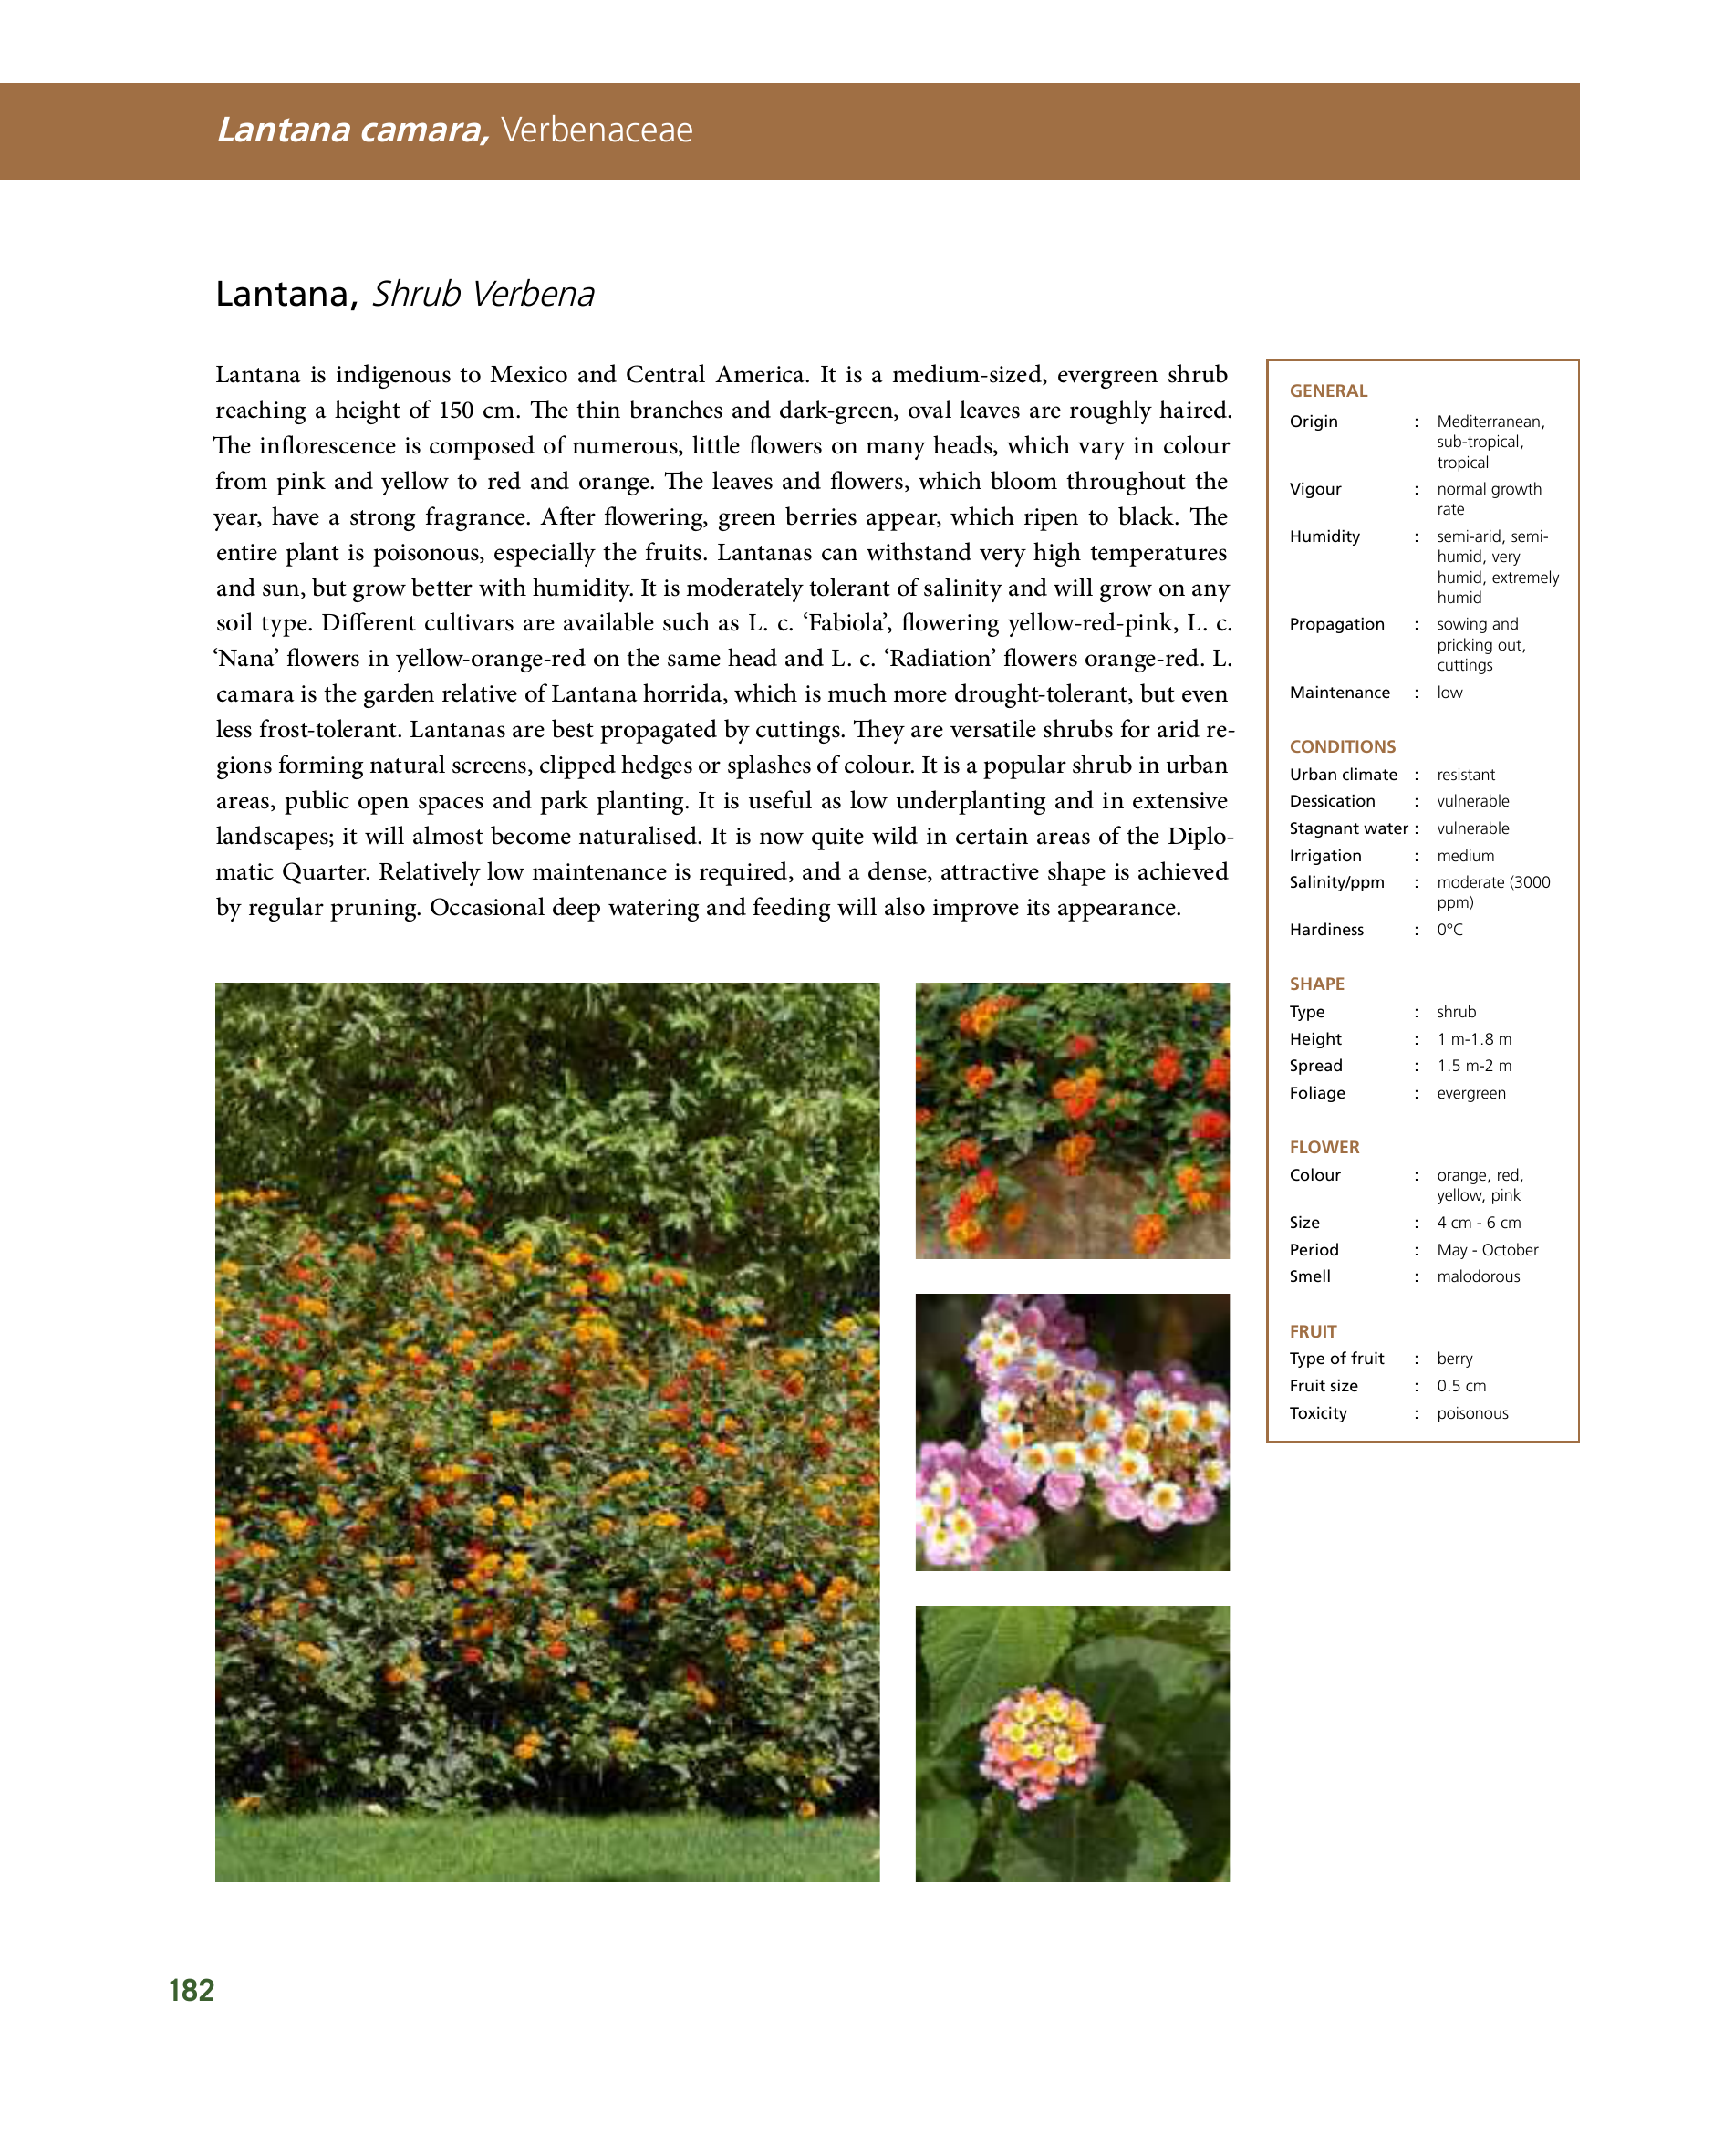 Lantana camara, Verbenaceae
Lantana, Shrub Verbena
Lantana is indigenous to Mexico and Central America. It is a medium-sized, evergreen shrub
reaching a height of 150 cm. The thin branches and dark-green, oval leaves are roughly haired.
The inflorescence is composed of numerous, little flowers on many heads, which vary in colour
from pink and yellow to red and orange. The leaves and flowers, which bloom throughout the
year, have a strong fragrance. After flowering, green berries appear, which ripen to black. The
entire plant is poisonous, especially the fruits. Lantanas can withstand very high temperatures
and sun, but grow better with humidity. It is moderately tolerant of salinity and will grow on any
soil type. Different cultivars are available such as L. c. ‘Fabiola’, flowering yellow-red-pink, L. c.
‘Nana’ flowers in yellow-orange-red on the same head and L. c. ‘Radiation’ flowers orange-red. L.
camara is the garden relative of Lantana horrida, which is much more drought-tolerant, but even
less frost-tolerant. Lantanas are best propagated by cuttings. They are versatile shrubs for arid re-
gions forming natural screens, clipped hedges or splashes of colour. It is a popular shrub in urban
areas, public open spaces and park planting. It is useful as low underplanting and in extensive
landscapes; it will almost become naturalised. It is now quite wild in certain areas of the Diplo-
matic Quarter. Relatively low maintenance is required, and a dense, attractive shape is achieved
by regular pruning. Occasional deep watering and feeding will also improve its appearance.
GENERAL
Origin : Mediterranean,
sub-tropical,
tropical
Vigour : normal growth
rate
Humidity : semi-arid, semi-
humid, very
humid, extremely
humid
Propagation : sowing and
pricking out,
cuttings
Maintenance : low
CONDITIONS
Urban climate : resistant
Dessication : vulnerable
Stagnant water : vulnerable
Irrigation : medium
Salinity/ppm : moderate (3000
ppm)
Hardiness : 0°C
SHAPE
Type : shrub
Height : 1 m-1.8 m
Spread : 1.5 m-2 m
Foliage : evergreen
FLOWER
Colour : orange, red,
yellow, pink
Size : 4 cm - 6 cm
Period : May - October
Smell : malodorous
FRUIT
Type of fruit : berry
Fruit size : 0.5 cm
Toxicity : poisonous
182